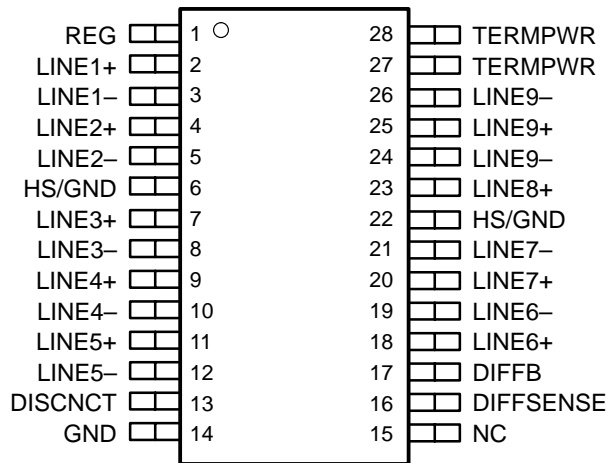 REG 1 28 TERMPWR
LINE1+ 2 27 TERMPWR
LINE1– 3 26 LINE9–
LINE2+ 4 25 LINE9+
LINE2– 5 24 LINE9–
HS/GND 6 23 LINE8+
LINE3+ 7 22 HS/GND
LINE3– 8 21 LINE7–
LINE4+ 9 20 LINE7+
LINE4– 10 19 LINE6–
LINE5+ 11 18 LINE6+
LINE5– 12 17 DIFFB
DISCNCT 13 16 DIFFSENSE
GND 14 15 NC